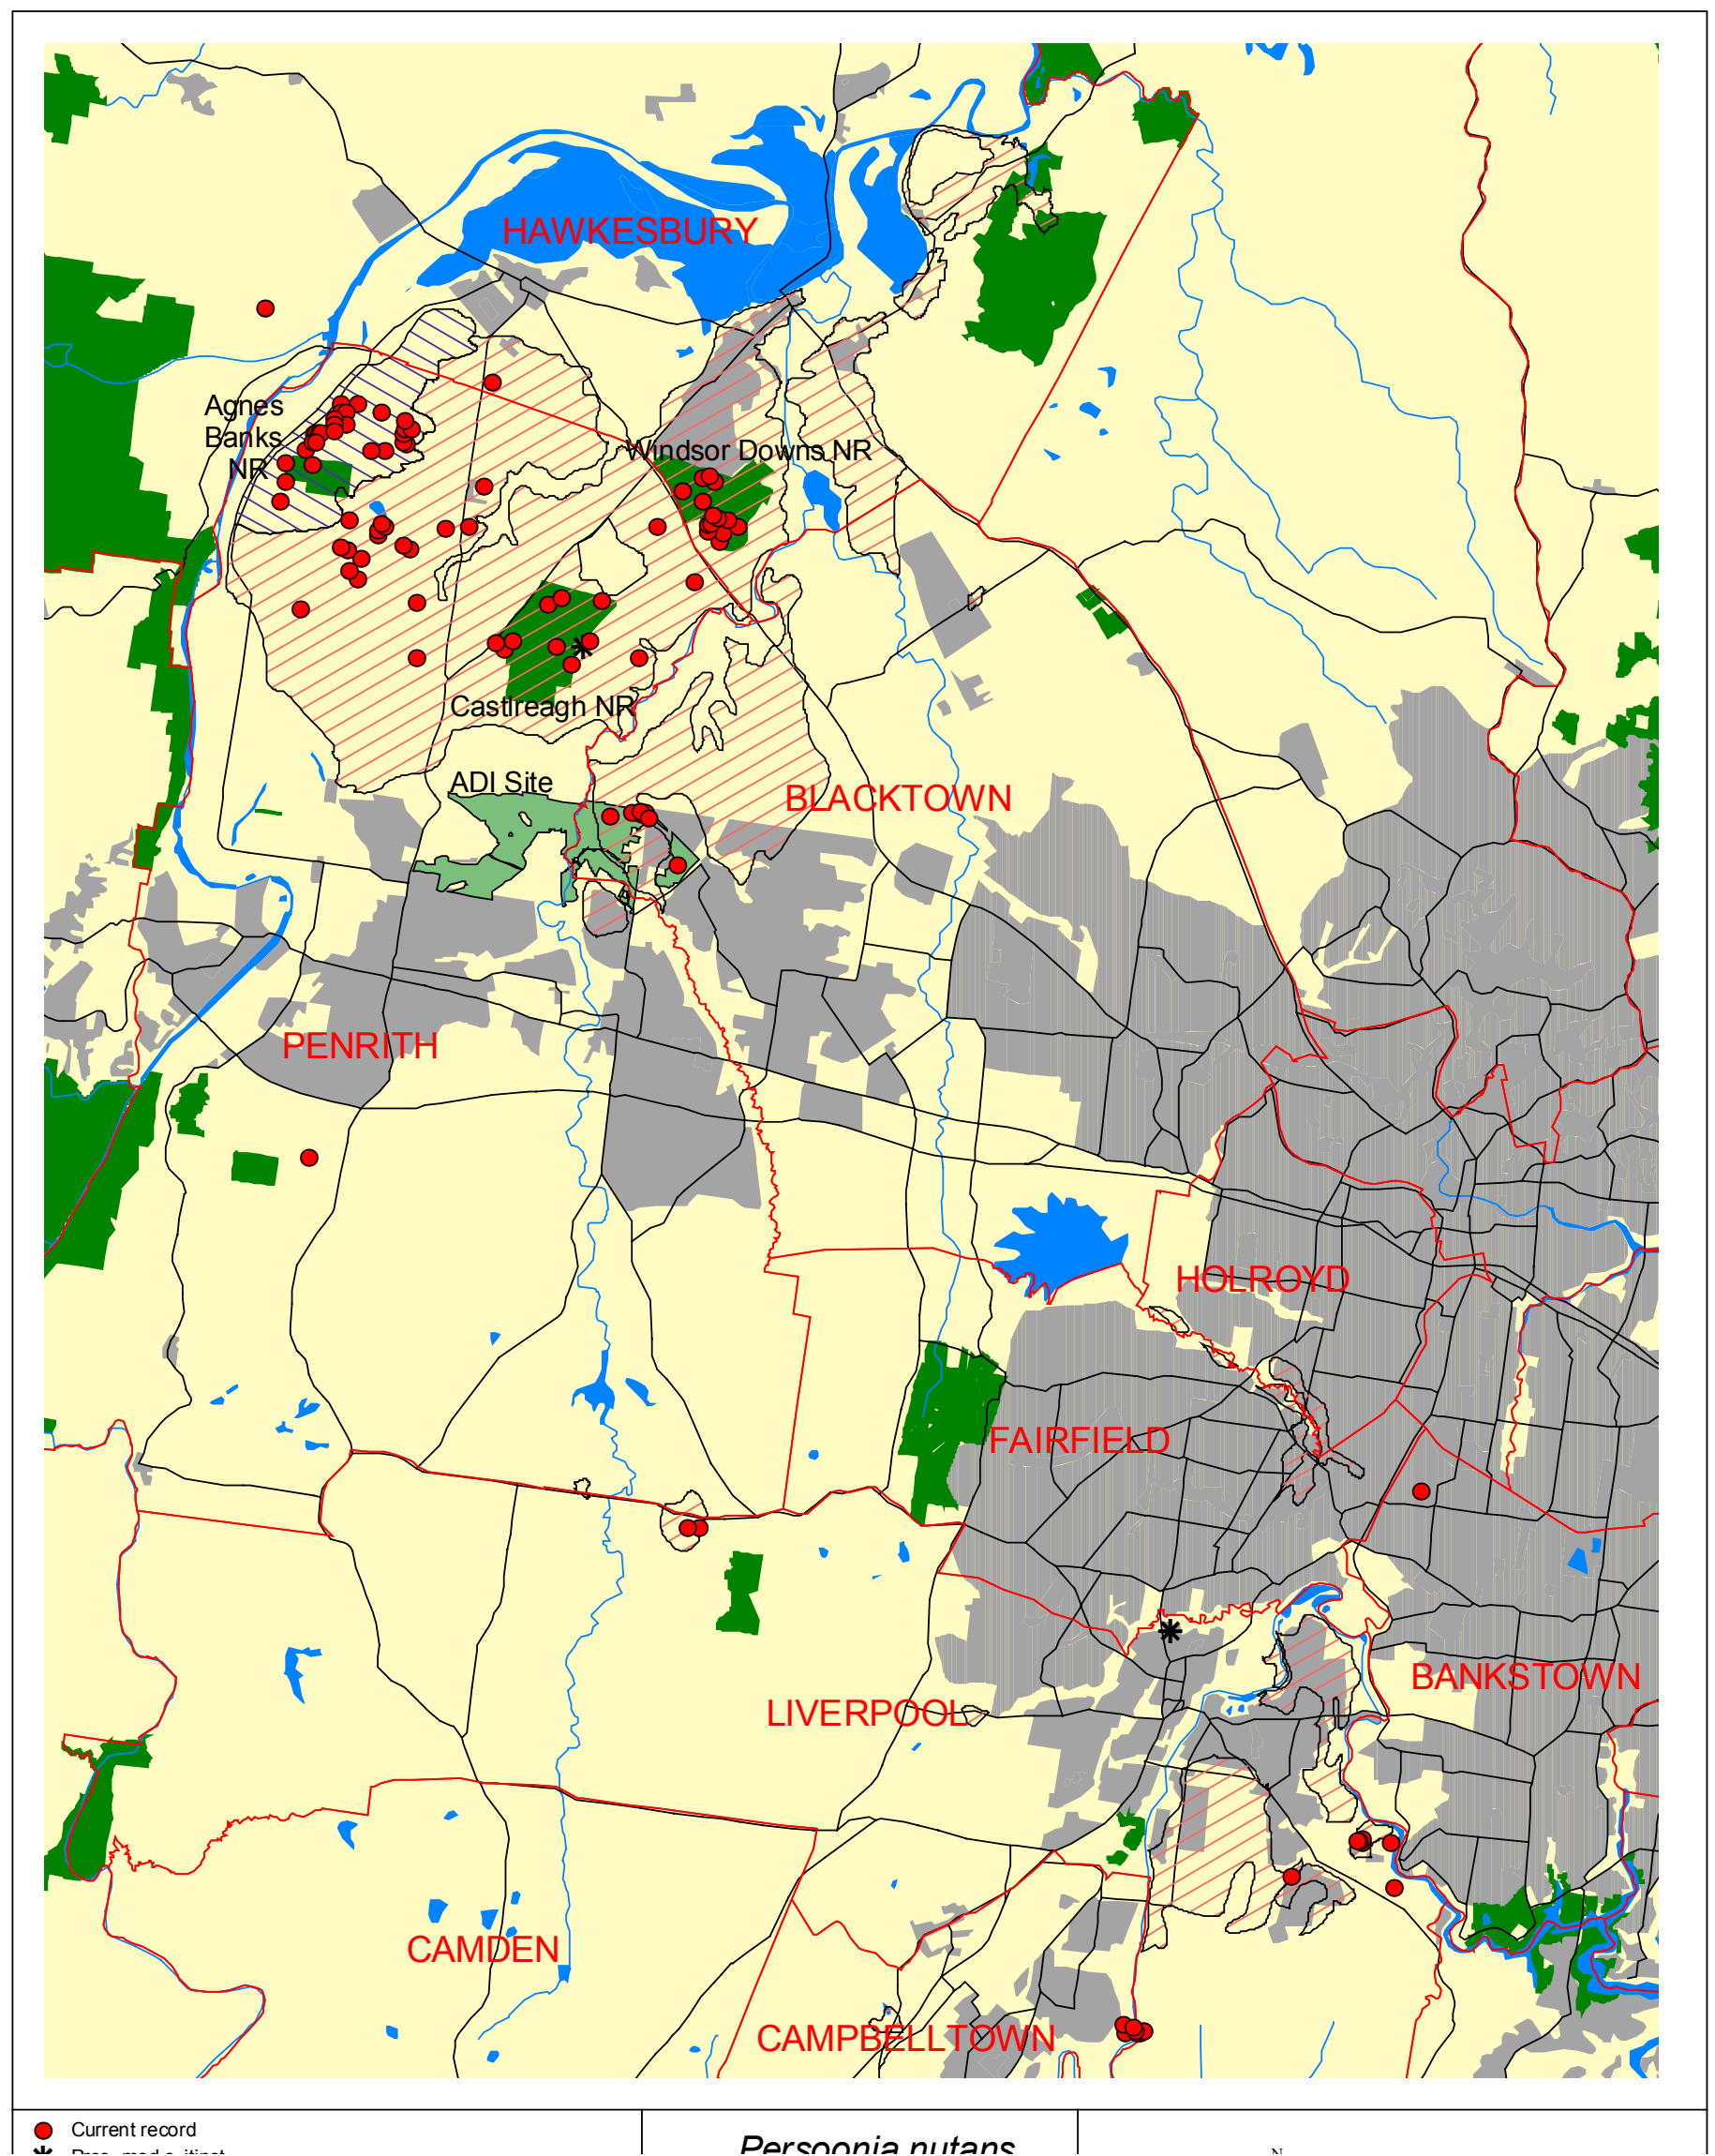 HAWKESBURY
Agnes
Banks
NR
Windsor Downs NR
Castlreagh NR
ADI Site
BLACKTOWN
PENRITH
HOLROYD
FAIRFIELD
BANKSTOWN
LIVERPOOL
CAMDEN
CAMPBELLTOWN
Current record
Persoonia nutans
N